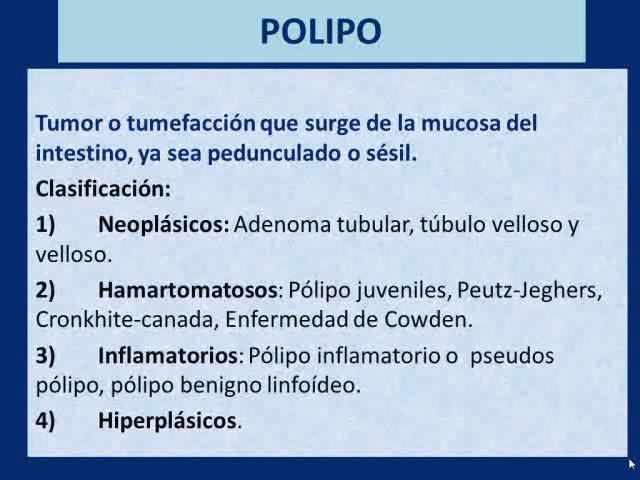 POLIPO
Tumor o tumefacción que surge de la mucosa del
intestino, ya sea pedunculado o sésil.
Clasificación:
1) Neoplásicos: Adenoma tubular, túbulo velloso y
velloso.
2) Hamartomatosos: Pólipo juveniles, Peutz-Jeghers,
Cronkhite-canada, Enfermedad de Cowden.
3) Inflamatorios: Pólipo inflamatorio o pseudos
pólipo, pólipo benigno linfoídeo.
4) Hiperplásicos.